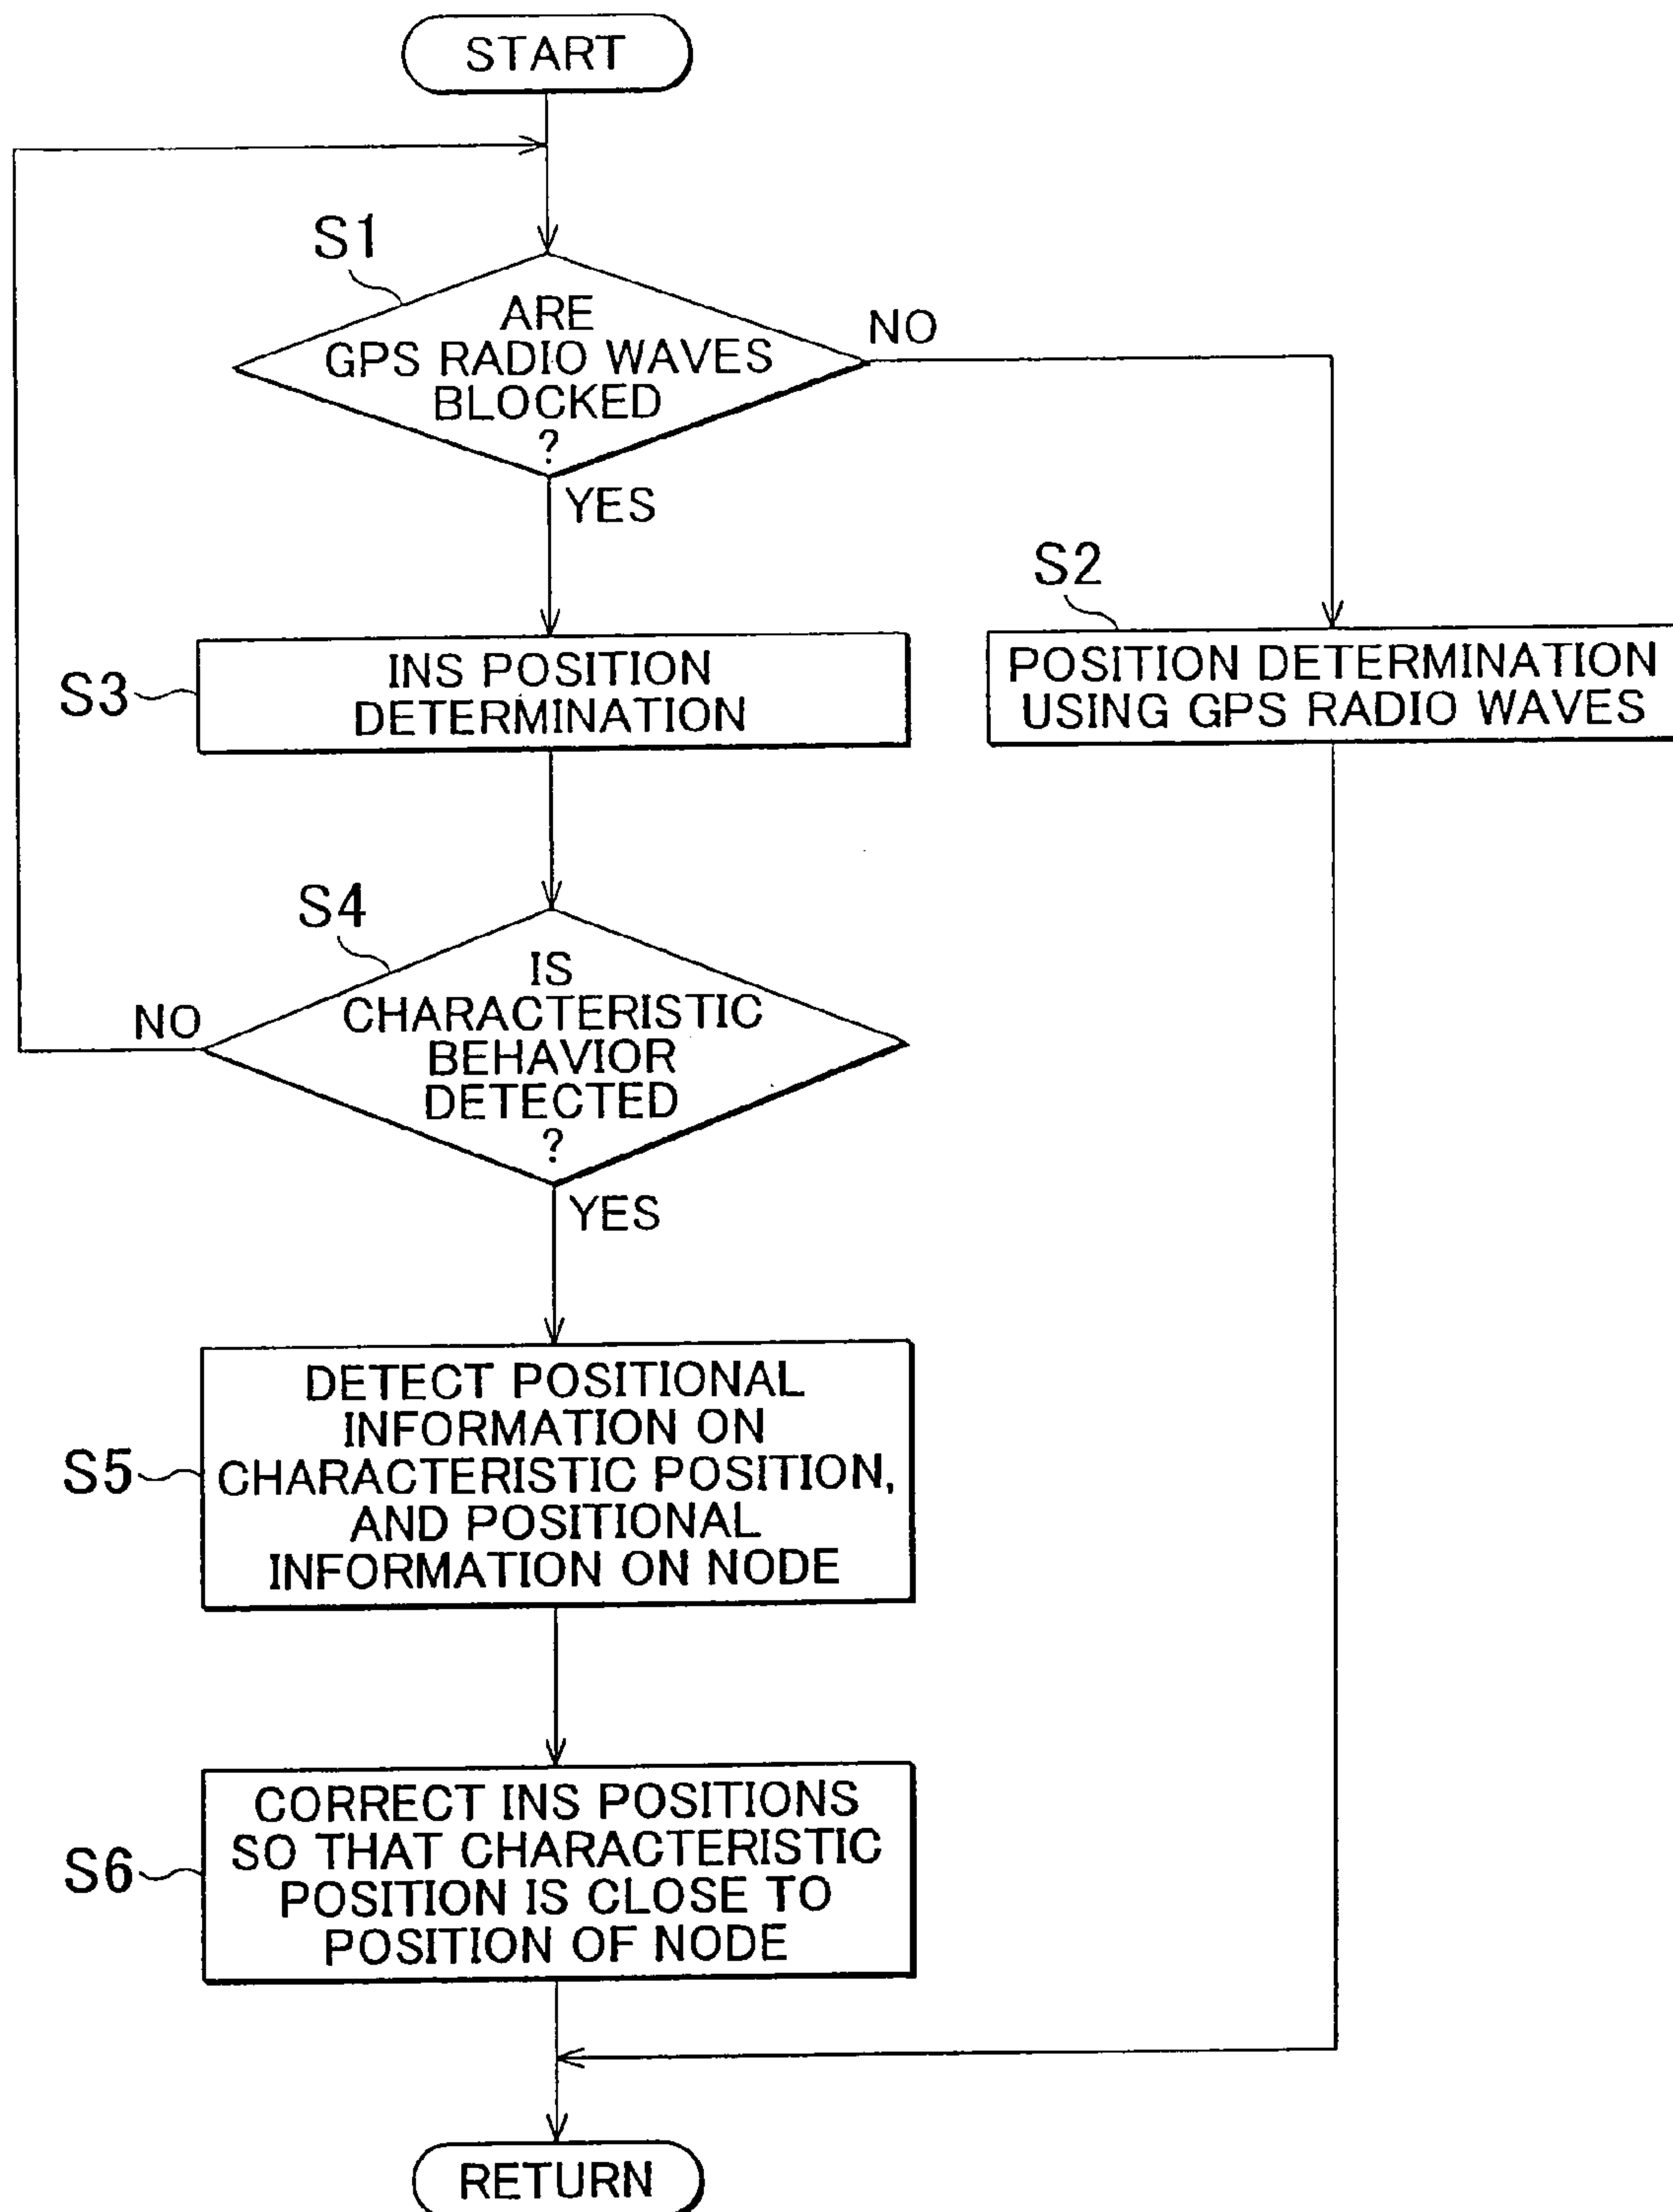 START
S1
ARE
GPS RADIO WAVES
BLOCKED
?
NO
YES
S2
POSITION DETERMINATION
USING GPS RADIO WAVES
S3
INS POSITION
DETERMINATION
S4
IS
CHARACTERISTIC
BEHAVIOR
DETECTED
?
NO
YES
S5
DETECT POSITIONAL
INFORMATION ON
CHARACTERISTIC POSITION,
AND POSITIONAL
INFORMATION ON NODE
S6
CORRECT INS POSITIONS
SO THAT CHARACTERISTIC
POSITION IS CLOSE TO
POSITION OF NODE
RETURN